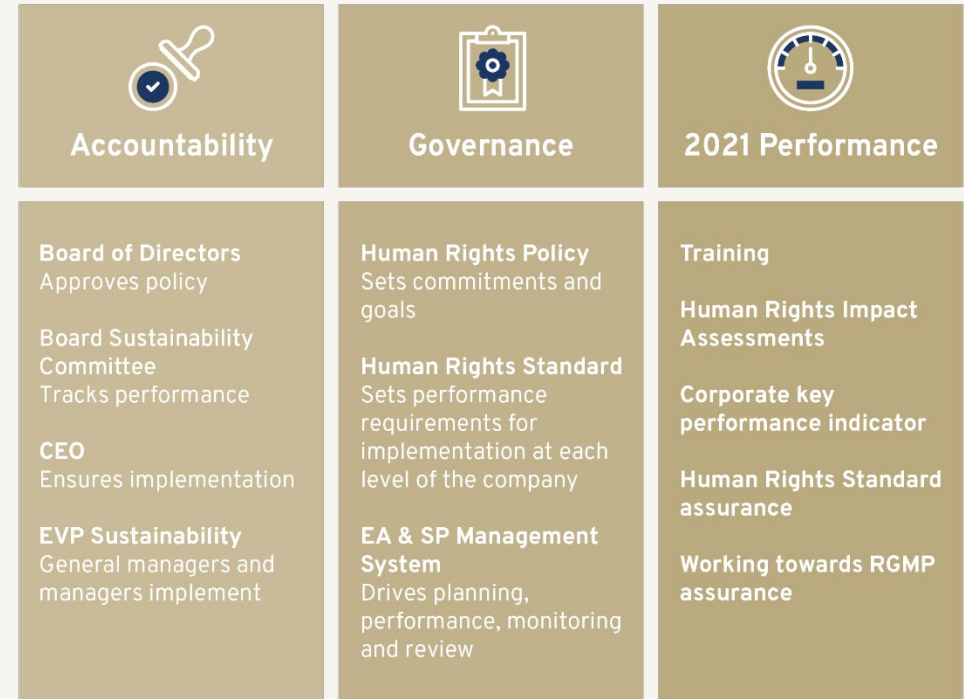 Accountability
Board of Directors
Approves policy
Board Sustainability
Committee
Tracks performance
CEO
Ensures implementation
EVP Sustainability
General managers and
managers implement
Governance
Human Rights Policy
Sets commitments and
goals
Human Rights Standard
Sets performance
requirements for
implementation at each
level of the company
EA & SP Management
System
Drives planning,
performance, monitoring
and review
2021 Performance
Training
Human Rights Impact
Assessments
Corporate key
performance indicator
Human Rights Standard
assurance
Working towards RGMP
assurance